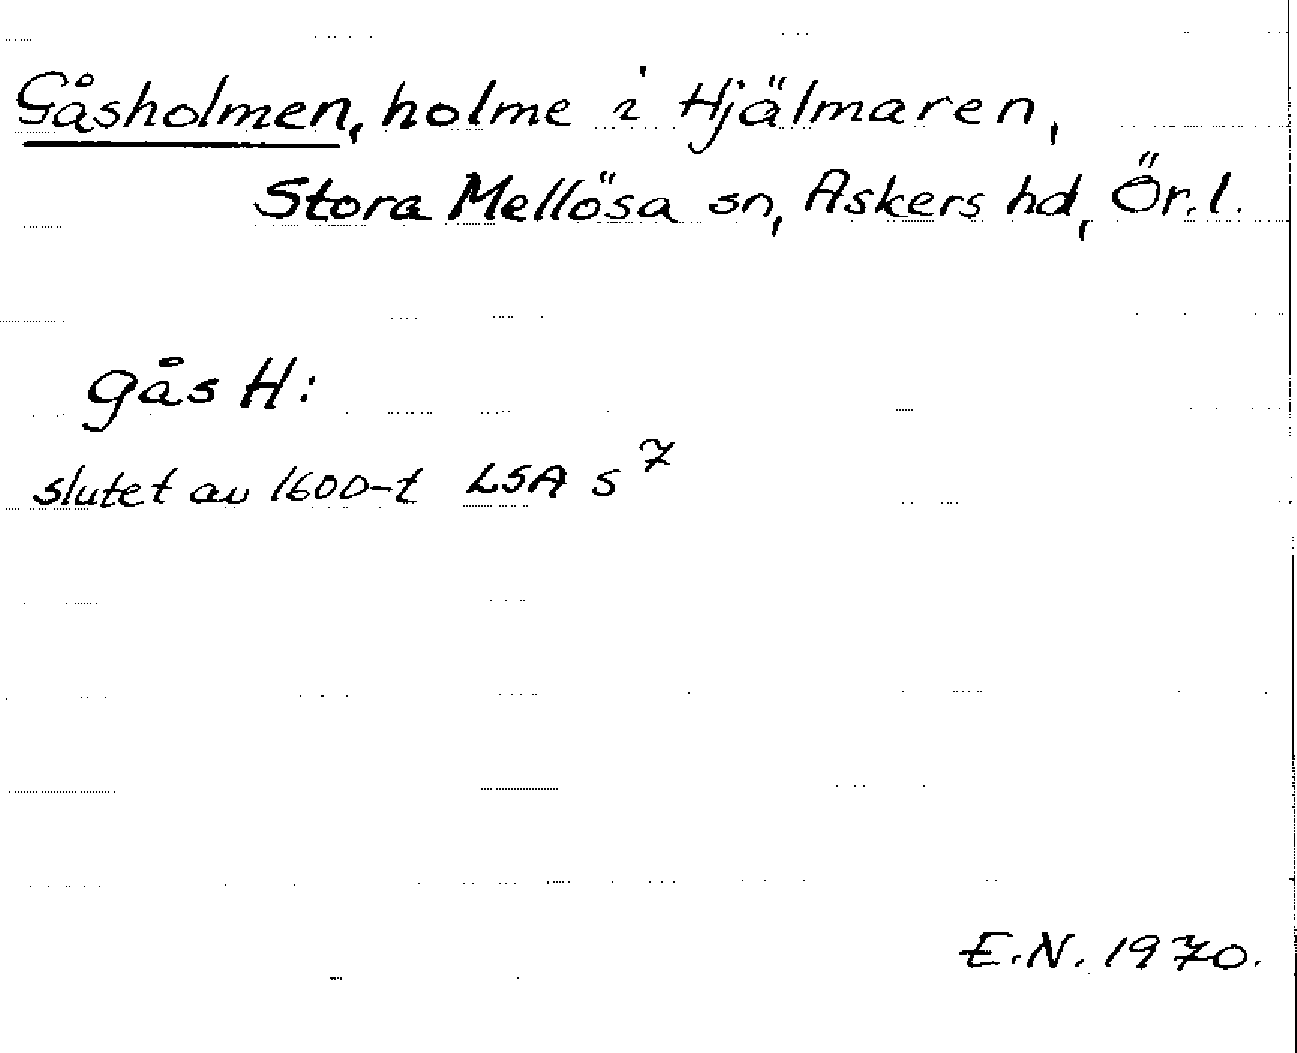 Gåsholmen, holme i Hjälmaren,
Stora Mellösa sn, Askers hd, Ör.l.
gås H:
slutet av 1600-t LSA S 7
E.N. 1970.